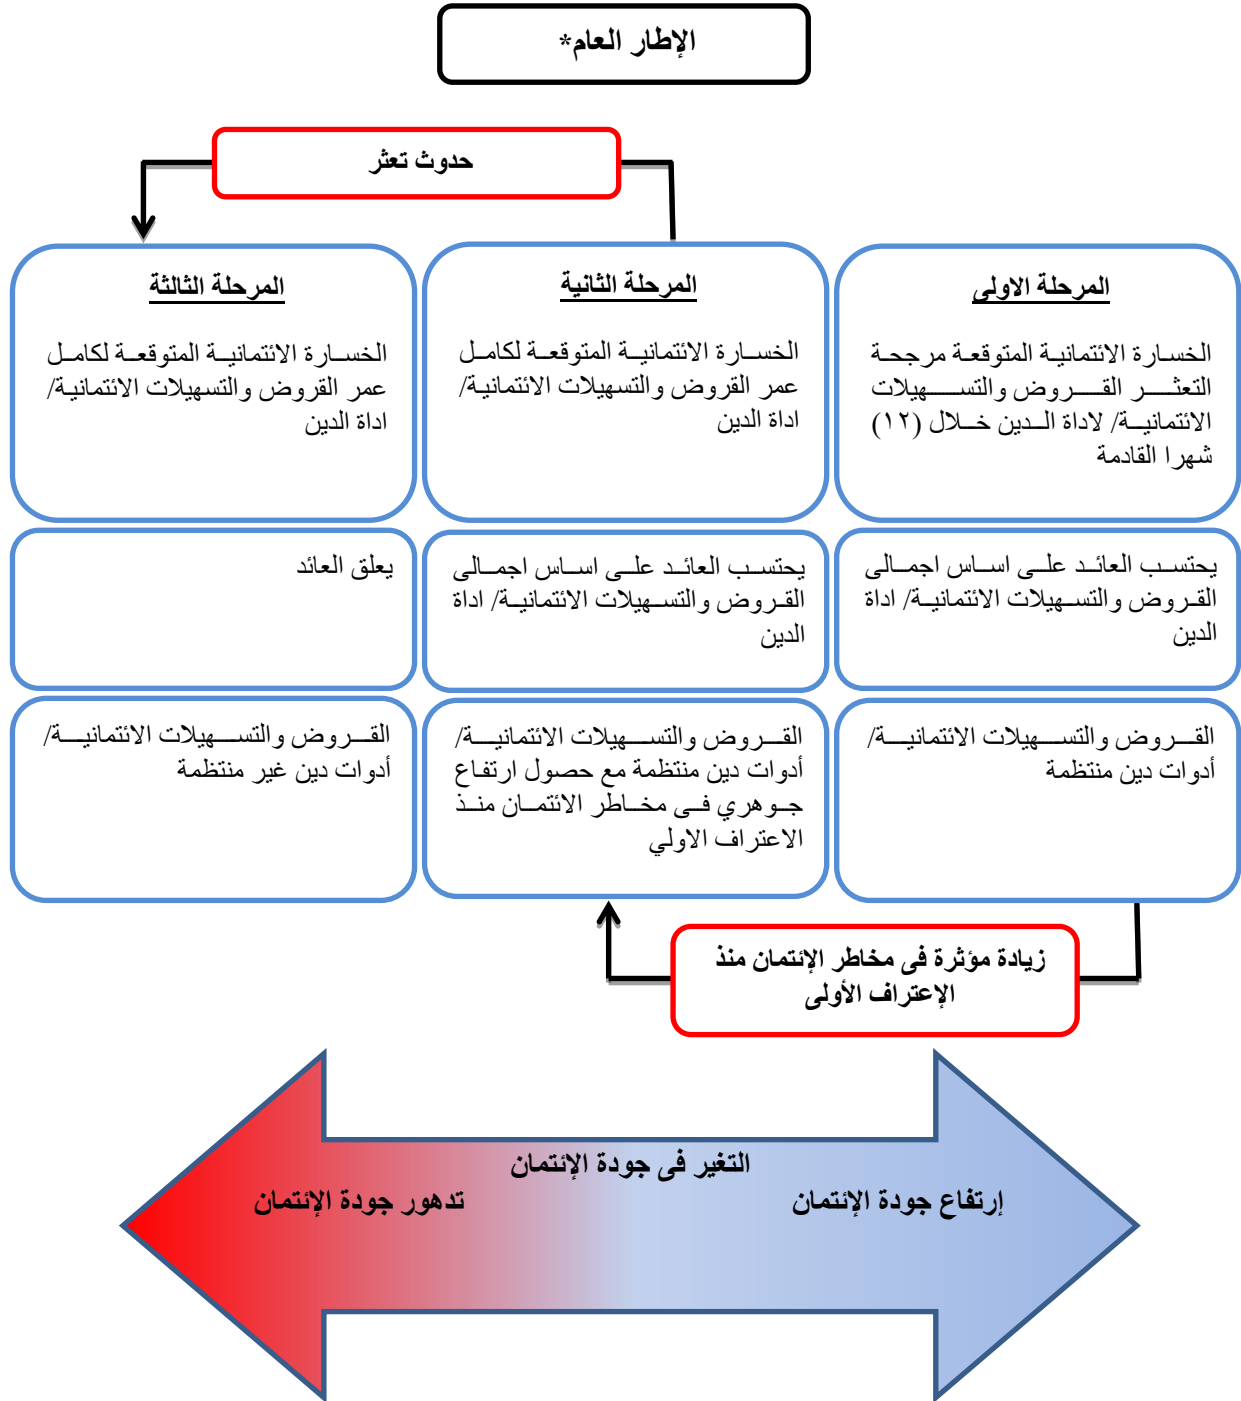 الإطار العام*
حدوث تعثر
المرحلة الاولى
الخسارة الائتمانية المتوقعة مرجحة
التعثر القروض والتسهيلات
الائتمانية/ لاداة الدين خلال (١٢)
شهرا القادمة
المرحلة الثانية
الخسارة الائتمانية المتوقعة لكامل
عمر القروض والتسهيلات الائتمانية/
اداة الدين
المرحلة الثالثة
الخسارة الائتمانية المتوقعة لكامل
عمر القروض والتسهيلات الائتمانية/
اداة الدين
يحتسب العائد على اساس اجمالى
القروض والتسهيلات الائتمانية/ اداة
الدين
يحتسب العائد على اساس اجمالى
القروض والتسهيلات الائتمانية/ اداة
الدين
يعلق العائد
القروض والتسهيلات الائتمانية/
أدوات دين منتظمة
القروض والتسهيلات الائتمانية/
أدوات دين منتظمة مع حصول ارتفاع
جوهري فى مخاطر الائتمان منذ
الاعتراف الاولي
القروض والتسهيلات الائتمانية/
أدوات دين غير منتظمة
زيادة مؤثرة فى مخاطر الإئتمان منذ
الإعتراف الأولى
التغير فى جودة الإئتمان
إرتفاع جودة الإئتمان
تدهور جودة الإئتمان